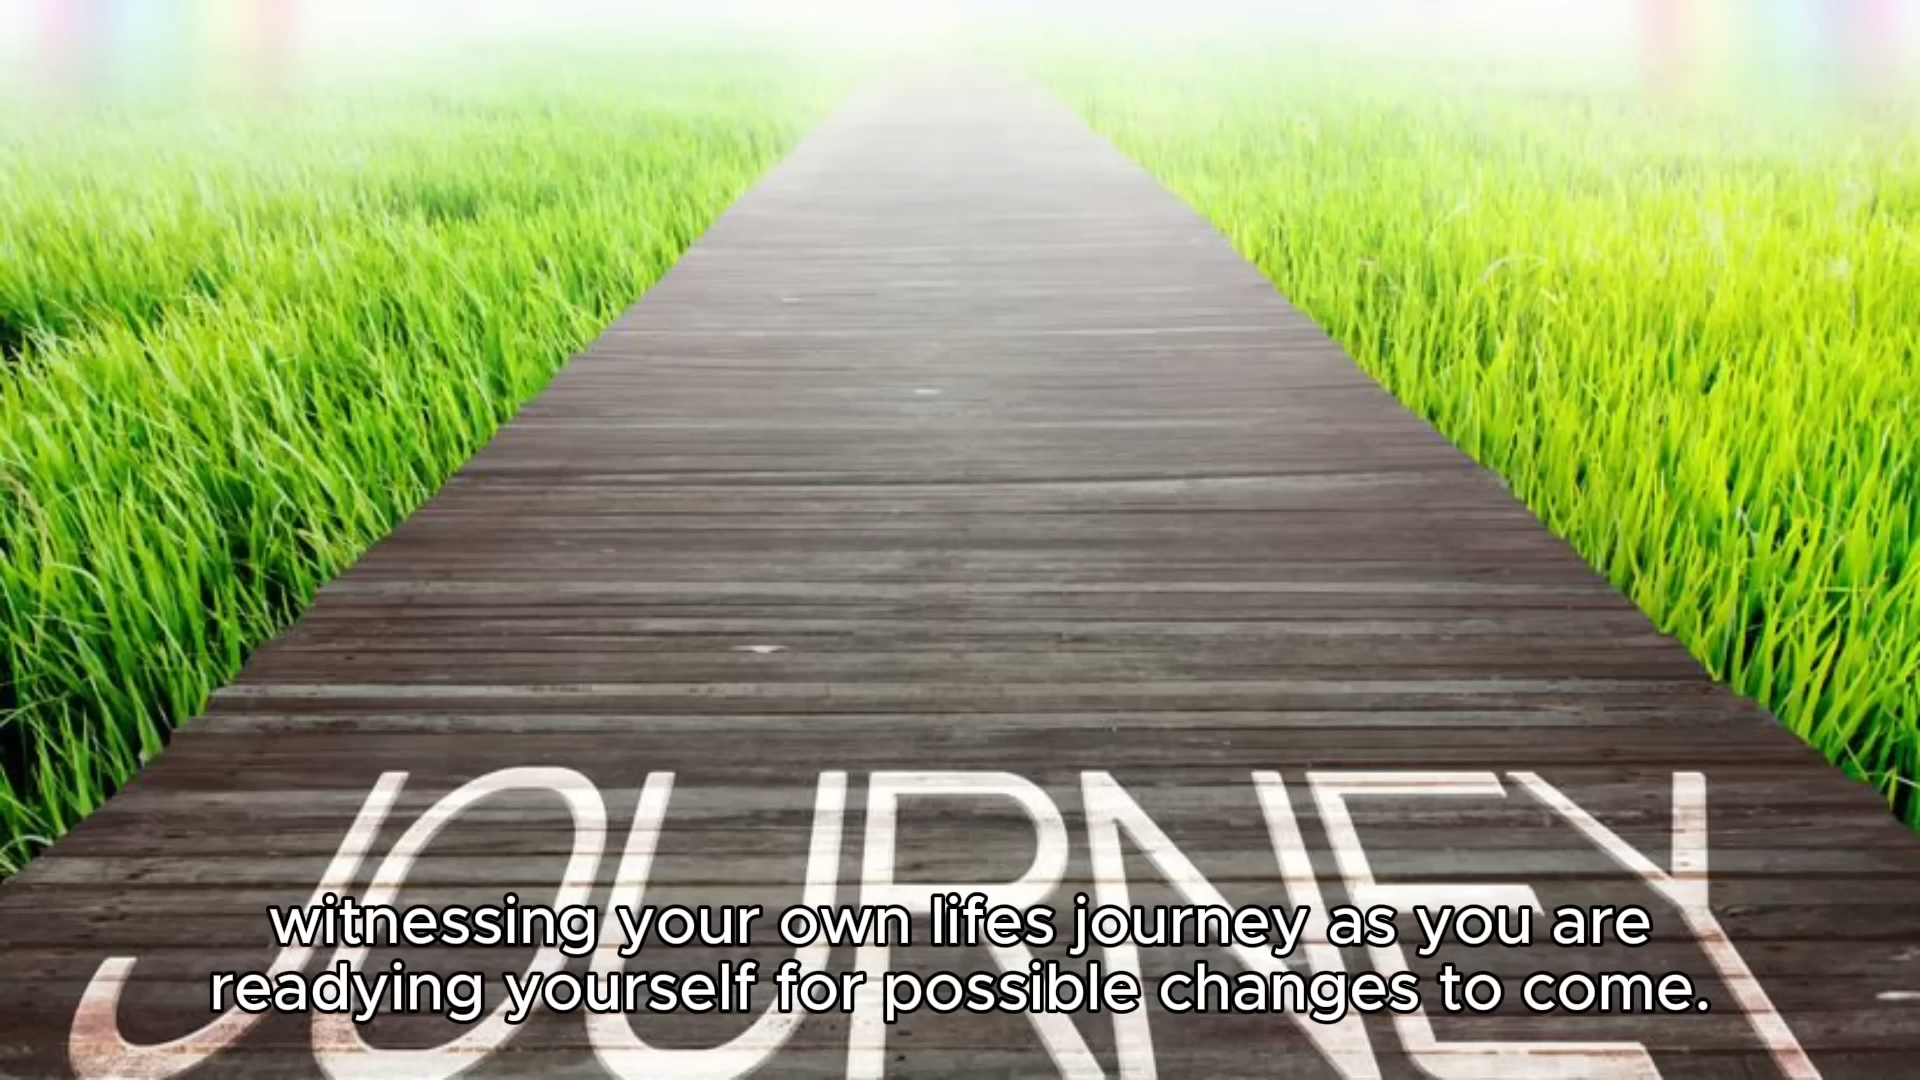 JOURNEY
witnessing your own lifes journey as you are
readying yourself for possible changes to come.